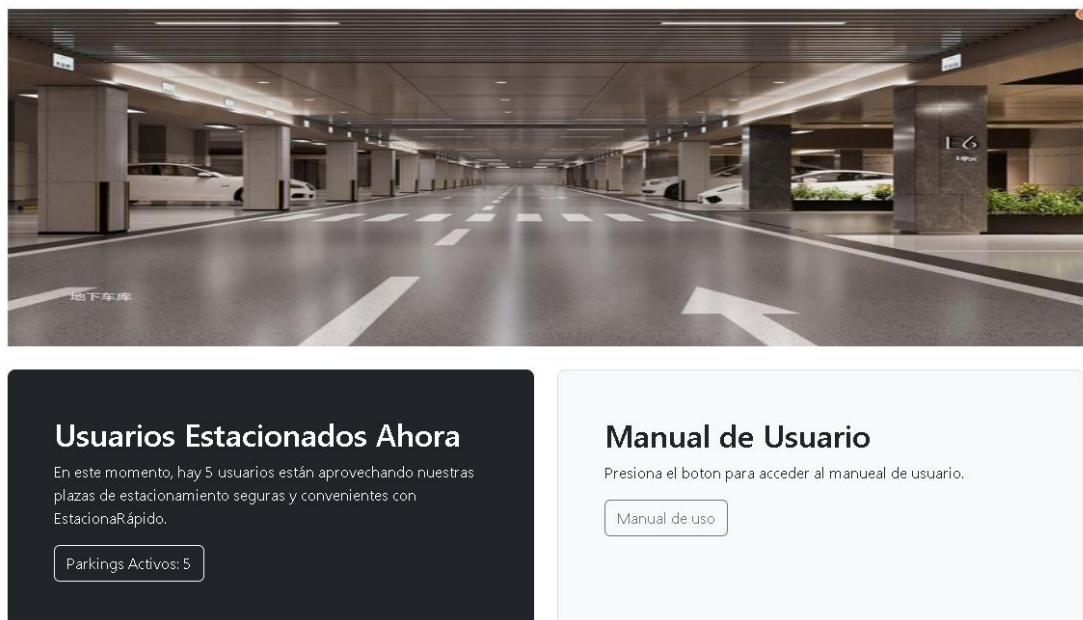 E6
地下车库
Usuarios Estacionados Ahora
En este momento, hay 5 usuarios están aprovechando nuestras
plazas de estacionamiento seguras y convenientes con
EstacionaRápido.
Parkings Activos: 5
Manual de Usuario
Presiona el boton para acceder al manueal de usuario.
Manual de uso